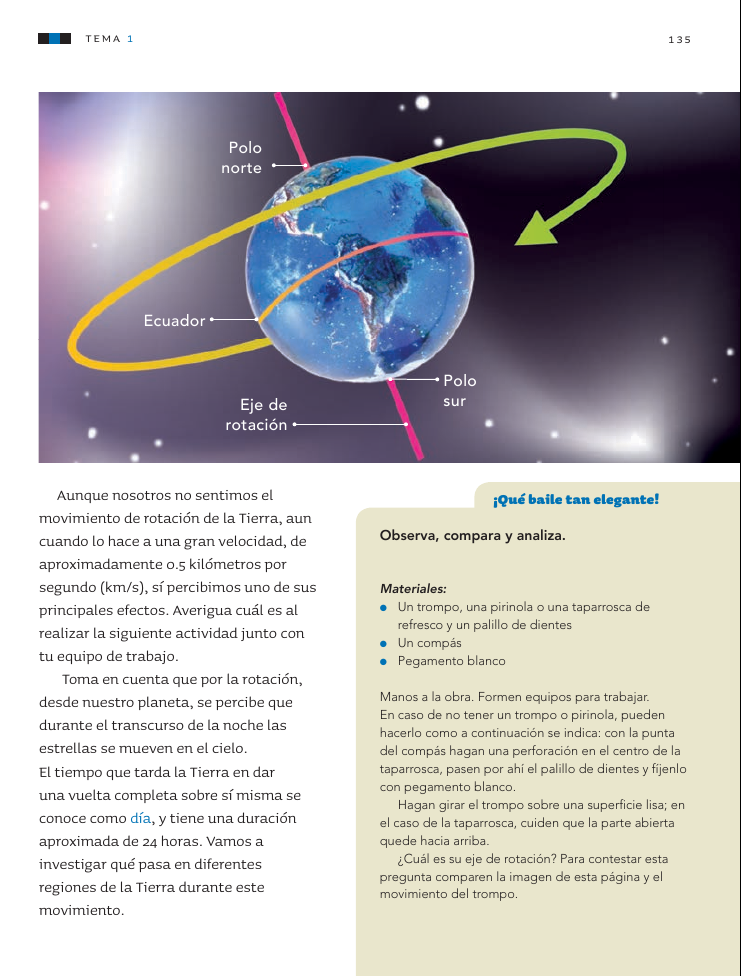 TEMA 1
135
Polo
norte
Ecuador
Polo
sur
Eje de
rotación
Aunque nosotros no sentimos el
movimiento de rotación de la Tierra, aun
cuando lo hace a una gran velocidad, de
aproximadamente 0.5 kilómetros por
segundo (km/s), sí percibimos uno de sus
principales efectos. Averigua cuál es al
realizar la siguiente actividad junto con
tu equipo de trabajo.
Toma en cuenta que por la rotación,
desde nuestro planeta, se percibe que
durante el transcurso de la noche las
estrellas se mueven en el cielo.
El tiempo que tarda la Tierra en dar
una vuelta completa sobre sí misma se
conoce como día, y tiene una duración
aproximada de 24 horas. Vamos a
investigar qué pasa en diferentes
regiones de la Tierra durante este
movimiento.
¡Qué baile tan elegante!
Observa, compara y analiza.
Materiales:
● Un trompo, una pirinola o una taparrosca de
refresco y un palillo de dientes
● Un compás
● Pegamento blanco
Manos a la obra. Formen equipos para trabajar.
En caso de no tener un trompo o pirinola, pueden
hacerlo como a continuación se indica: con la punta
del compás hagan una perforación en el centro de la
taparrosca, pasen por ahí el palillo de dientes y fíjenlo
con pegamento blanco.
Hagan girar el trompo sobre una superficie lisa; en
el caso de la taparrosca, cuiden que la parte abierta
quede hacia arriba.
¿Cuál es su eje de rotación? Para contestar esta
pregunta comparen la imagen de esta página y el
movimiento del trompo.